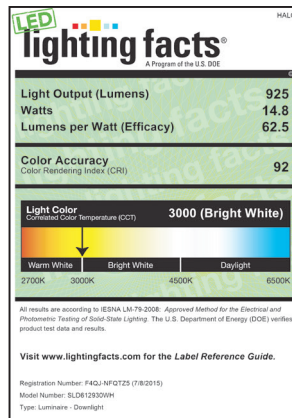 LED
HALO
lighting facts®
A Program of the U.S. DOE
Light Output (Lumens) 925
Watts 14.8
Lumens per Watt (Efficacy) 62.5
Color Accuracy 92
Color Rendering Index (CRI)
Light Color 3000 (Bright White)
Correlated Color Temperature (CCT)
Warm White Bright White Daylight
2700K 3000K 4500K 6500K
All results are according to IESNA LM-79-2008: Approved Method for the Electrical and
Photometric Testing of Solid-State Lighting. The U.S. Department of Energy (DOE) verifies
product test data and results.
Visit www.lightingfacts.com for the Label Reference Guide.
Registration Number: F4QJ-NFQTZ5 (7/8/2015)
Model Number: SLD612930WH
Type: Luminaire - Downlight